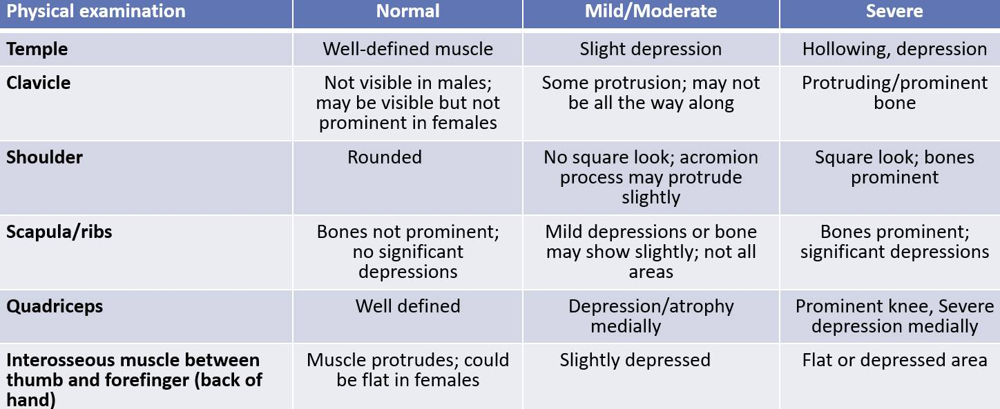 Physical examination
Normal
Mild/Moderate
Severe
Temple
Well-defined muscle
Slight depression
Hollowing, depression
Clavicle
Not visible in males;
may be visible but not
prominent in females
Some protrusion; may not
be all the way along
Protruding/prominent
bone
Shoulder
Rounded
No square look; acromion
process may protrude
slightly
Square look; bones
prominent
Scapula/ribs
Bones not prominent;
no significant
depressions
Mild depressions or bone
may show slightly; not all
areas
Bones prominent;
significant depressions
Quadriceps
Well defined
Depression/atrophy
medially
Prominent knee, Severe
depression medially
Interosseous muscle between
thumb and forefinger (back of
hand)
Muscle protrudes; could
be flat in females
Slightly depressed
Flat or depressed area